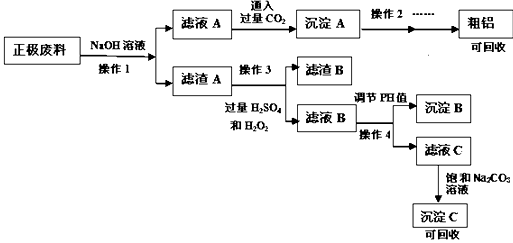 正极废料
NaOH 溶液
操作 1
滤液 A
通入
过量 CO2
沉淀 A
操作 2 ······
粗铝
可回收
滤渣 A
操作 3
过量 H2SO4
和 H2O2
滤渣 B
滤液 B
调节 PH 值
操作 4
沉淀 B
滤液 C
饱和 Na2CO3
溶液
沉淀 C
可回收